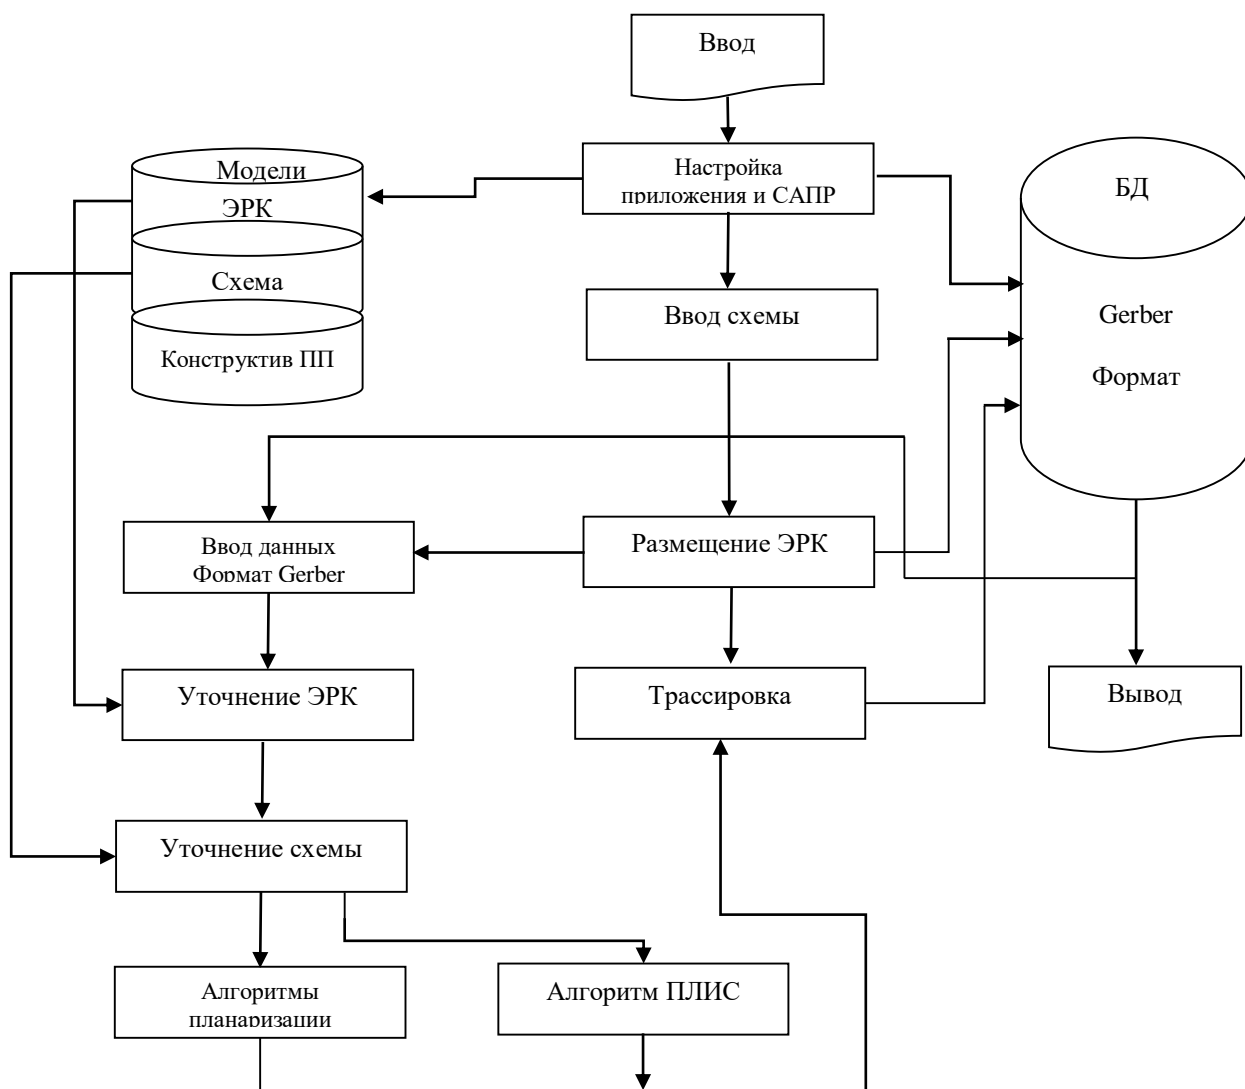 Ввод
Настройка
приложения и САПР
Модели
ЭРК
Схема
Конструктив ПП
БД
Gerber
Формат
Ввод схемы
Ввод данных
Формат Gerber
Размещение ЭРК
Уточнение ЭРК
Трассировка
Вывод
Уточнение схемы
Алгоритмы
планаризации
Алгоритм ПЛИС